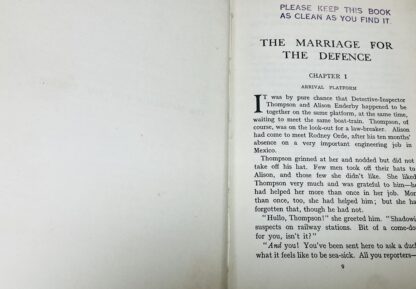 PLEASE KEEP THIS BOOK
AS CLEAN AS YOU FIND IT
THE MARRIAGE FOR
THE DEFENCE
CHAPTER I
ARRIVAL PLATFORM
IT was by pure chance that Detective-Inspector
Thompson and Alison Enderby happened to be
together on the same platform, at the same time,
waiting to meet the same boat-train. Thompson, of
course, was on the look-out for a law-breaker. Alison
had come to meet Rodney Oede, after his ten months'
absence on a very important engineering job in
Mexico.
Thompson grinned at her and nodded but did not
take off his hat. Few men took off their hats to
Alison, and those few she didn't like. She liked
Thompson very much and was grateful to him—he
had helped her more than once in her job. More
than once, too, she had helped him; but she had
forgotten that, though he had not.
"Hullo, Thompson!" she greeted him. "Shadowi
suspects on railway stations. Bit of a come-do
for you, isn't it?"
"And you! You've been sent here to ask a duch
what it feels like to be sea-sick. All you reporters—
9